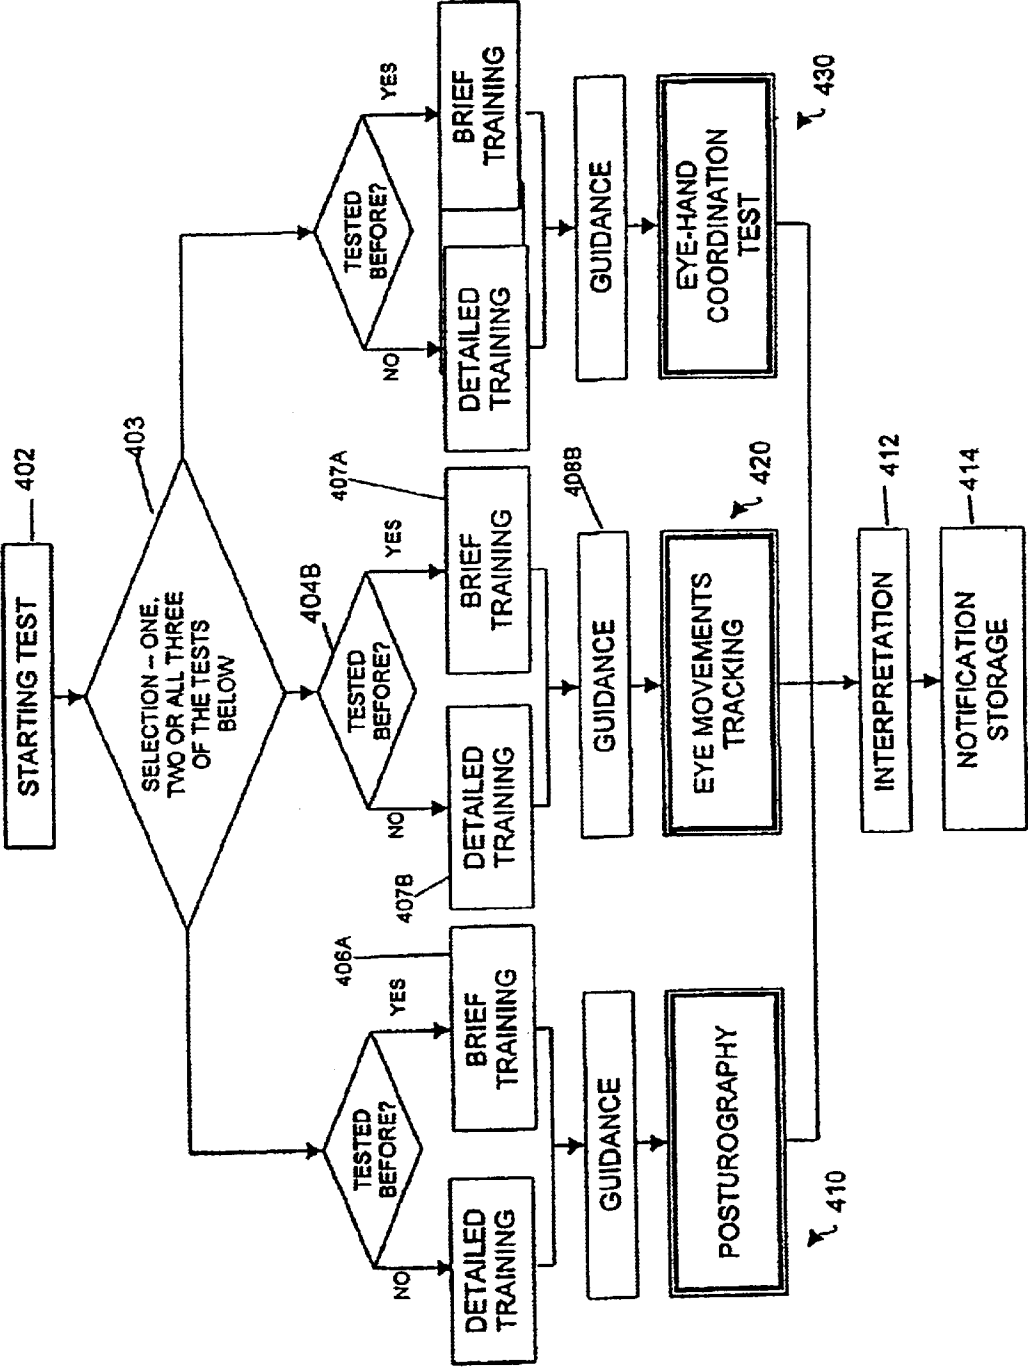 STARTING TEST
402
403
SELECTION -- ONE,
TWO OR ALL THREE
OF THE TESTS
BELOW
TESTED
BEFORE?
NO
YES
406A
DETAILED
TRAINING
BRIEF
TRAINING
GUIDANCE
POSTUROGRAPHY
410
404B
TESTED
BEFORE?
NO
YES
407B
407A
DETAILED
TRAINING
BRIEF
TRAINING
408B
GUIDANCE
EYE MOVEMENTS
TRACKING
420
TESTED
BEFORE?
NO
YES
DETAILED
TRAINING
BRIEF
TRAINING
GUIDANCE
EYE-HAND
COORDINATION
TEST
430
INTERPRETATION
412
NOTIFICATION
STORAGE
414